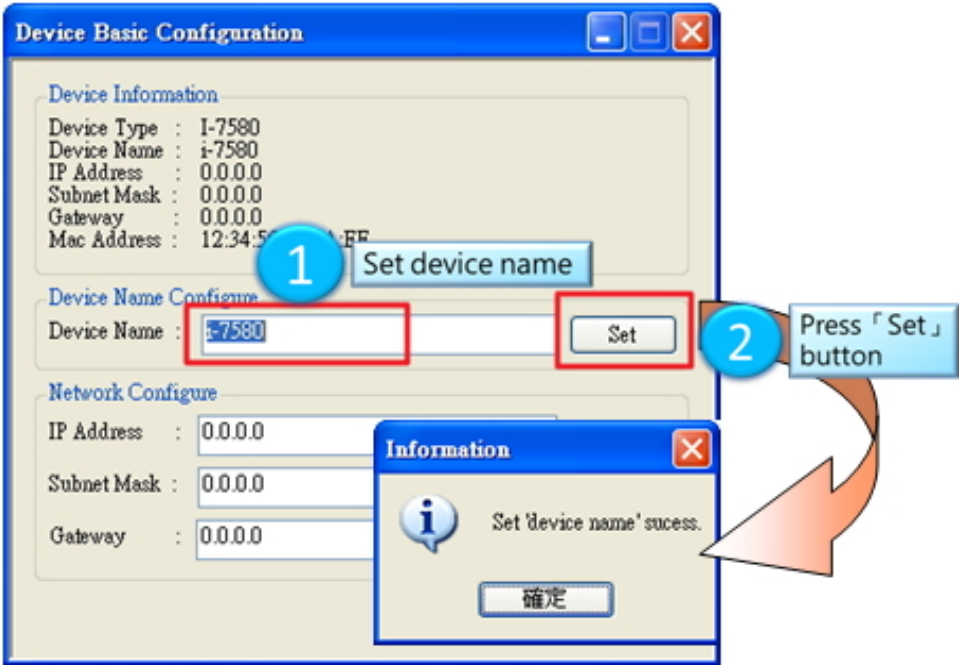 Device Basic Configuration
Device Information
Device Type : I-7580
Device Name : i-7580
IP Address : 0.0.0.0
Subnet Mask : 0.0.0.0
Gateway : 0.0.0.0
Mac Address : 12:34:5
1
Set device name
Device Name Configure
Device Name : i-7580
Set
2
Press「Set」
button
Network Configure
IP Address : 0.0.0.0
Subnet Mask : 0.0.0.0
Gateway : 0.0.0.0
Information
Set 'device name' sucess.
確定